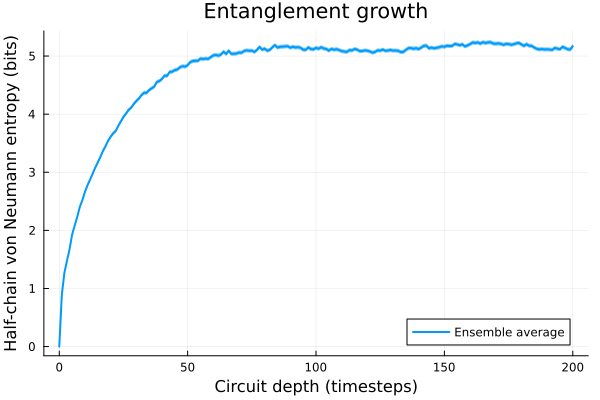 Entanglement growth
Half-chain von Neumann entropy (bits)
5
4
3
2
1
0
Ensemble average
0 50 100 150 200
Circuit depth (timesteps)